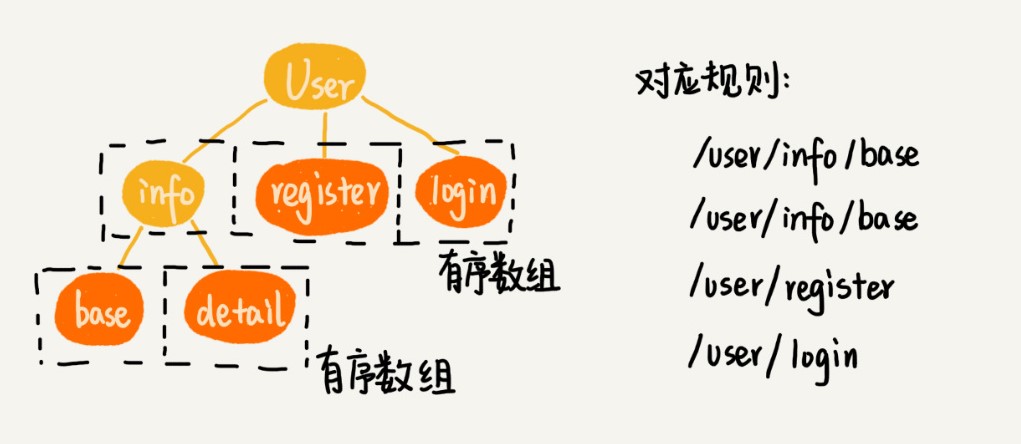 User
info
register
login
有序数组
base
detail
有序数组
对应规则:
/user/info/base
/user/info/base
/user/register
/user/login